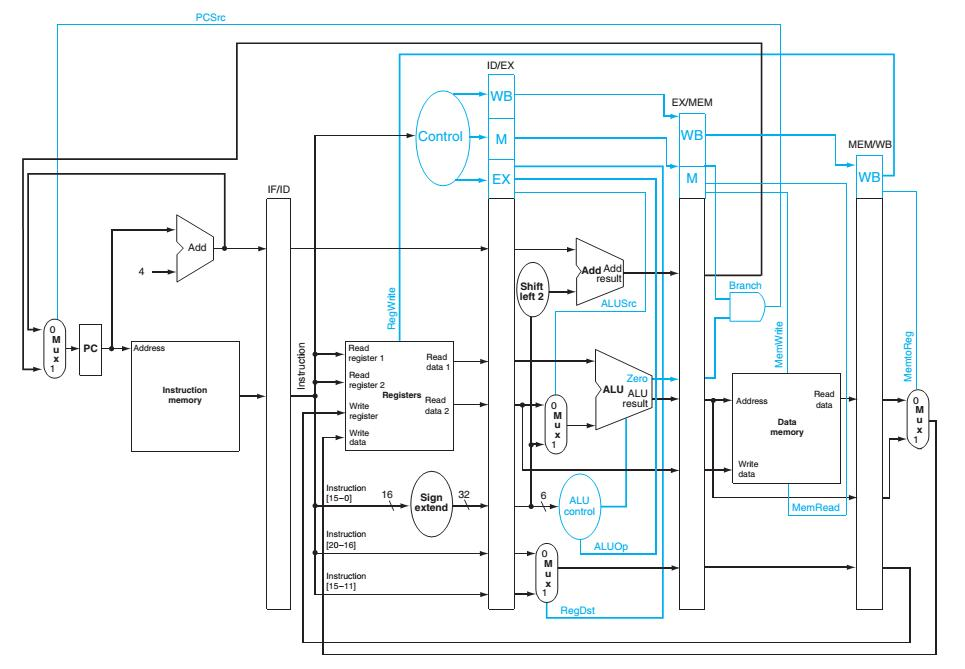 PCSrc
ID/EX
WB
EX/MEM
Control
M
WB
MEM/WB
EX
M
WB
IF/ID
Add
4
Shift
left 2
Add
Add
result
ALUSrc
Branch
RegWrite
MemWrite
MemtoReg
0
M
u
x
1
PC
Address
Instruction
memory
Instruction
Read
register 1
Read
register 2
Write
register
Write
data
Registers
Read
data 1
Read
data 2
0
M
u
x
1
ALU
Zero
ALU
result
Address
Write
data
Data
memory
Read
data
0
M
u
x
1
Instruction
[15–0]
16
Sign
extend
32
6
ALU
control
MemRead
Instruction
[20–16]
ALUOp
0
M
u
x
1
Instruction
[15–11]
RegDst